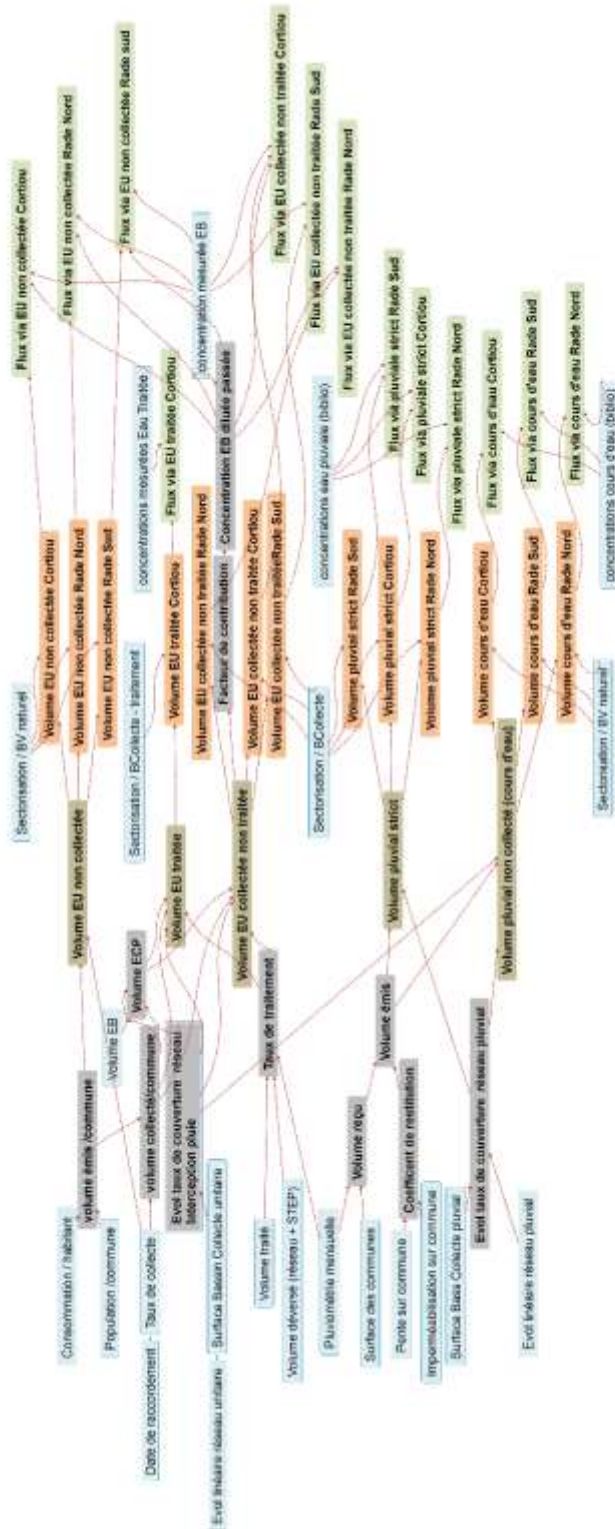 Consommation / habitant
Population /commune
Date de raccordement - Taux de collecte
Evol linéaire réseau unitaire - Surface Bassin Collecte unitaire
Volume traité
Volume déversé (réseau + STEP)
Pluviométrie mensuelle
Surface des communes
Pente sur commune
Imperméabilisation sur commune
Surface Bass Collecte pluvial
Evol linéaire réseau pluvial
volume émis /commune
Volume EB
Volume ECP
volume collecté/commune
Evol taux de couverture réseau
Interception pluie
Taux de traitement
Volume reçu
Volume émis
Coefficient de restitution
Evol taux de couverture réseau pluvial
Volume EU non collectée
Volume EU traitée
Volume EU collectée non traitée
Volume pluvial strict
Volume pluvial non collecté (cours d'eau)
Sectorisation / BV naturel
Sectorisation / BCollecte - traitement
Sectorisation / BCollecte
Sectorisation / BV naturel
Volume EU non collectée Cortiou
Volume EU non collectée Rade Nord
Volume EU non collectée Rade Sud
Volume EU traitée Cortiou
Volume EU collectée non traitée Rade Nord
Facteur de contribution - Concentration EB diluée passés
Volume EU collectée non traitée Cortiou
Volume EU collectée non traitéeRade Sud
Volume pluvial strict Rade Sud
Volume pluvial strict Cortiou
Volume pluvial strict Rade Nord
Volume cours d'eau Cortiou
Volume cours d'eau Rade Sud
Volume cours d'eau Rade Nord
concentrations mesurées Eau Traitée
concentration mesurée EB
concentrations eau pluviale (biblio)
concentrations cours d'eau (biblio)
Flux via EU non collectée Cortiou
Flux via EU non collectée Rade Nord
Flux via EU non collectée Rade sud
Flux via EU traitée Cortiou
Flux via EU collectée non traitée Cortiou
Flux via EU collectée non traitée Rade Sud
Flux via EU collectée non traitée Rade Nord
Flux via pluviale strict Rade Sud
Flux via pluviale strict Cortiou
Flux via pluviale strict Rade Nord
Flux via cours d'eau Cortiou
Flux via cours d'eau Rade Sud
Flux via cours d'eau Rade Nord